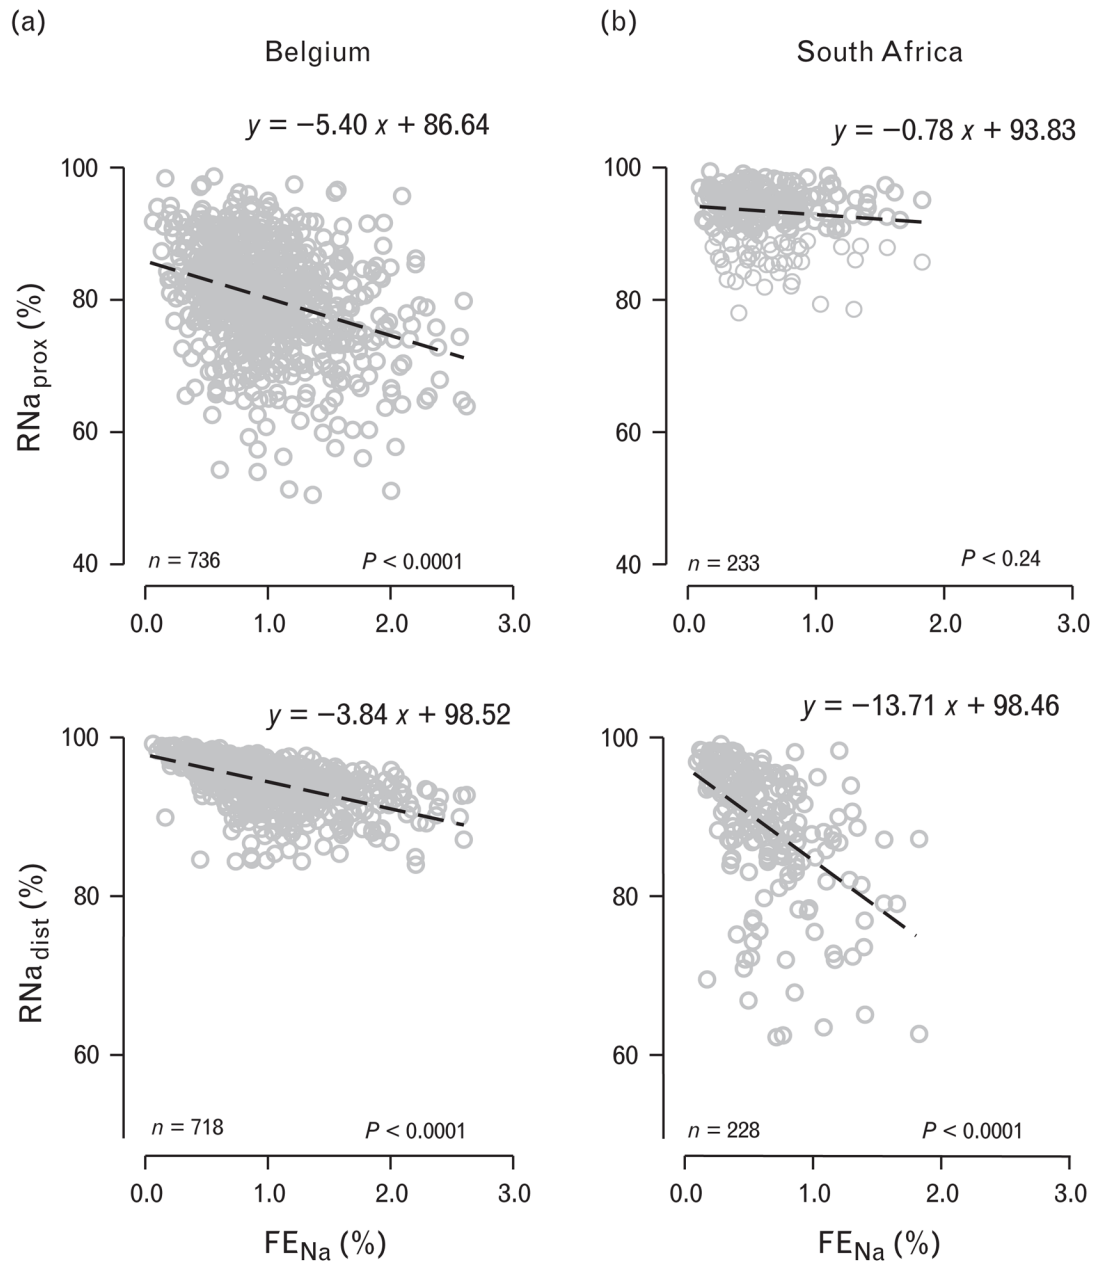 (a)
Belgium
y = −5.40 x + 86.64
100
80
60
40
RNaprox (%)
n = 736
P < 0.0001
0.0 1.0 2.0 3.0
(b)
South Africa
y = −0.78 x + 93.83
100
80
60
40
n = 233
P < 0.24
0.0 1.0 2.0 3.0
y = −3.84 x + 98.52
100
80
60
RNadist (%)
n = 718
P < 0.0001
0.0 1.0 2.0 3.0
FENa (%)
y = −13.71 x + 98.46
100
80
60
n = 228
P < 0.0001
0.0 1.0 2.0 3.0
FENa (%)